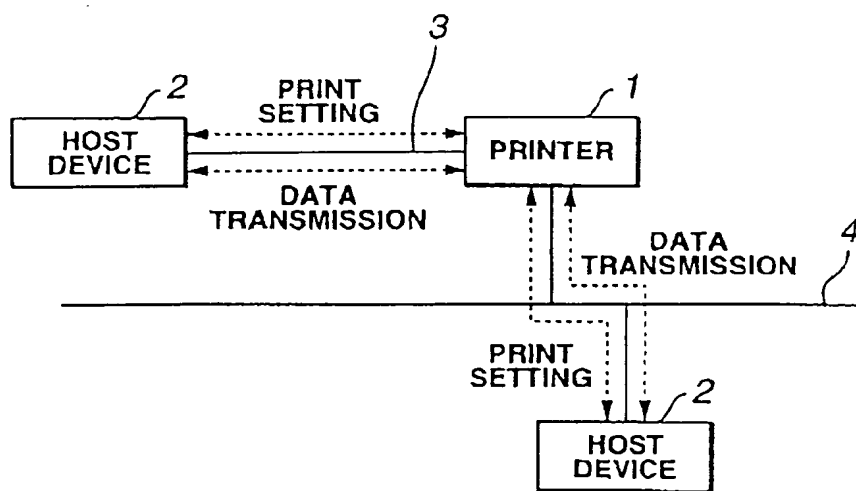 3
2
1
PRINT
SETTING
HOST
DEVICE
PRINTER
DATA
TRANSMISSION
DATA
TRANSMISSION
4
PRINT
SETTING
2
HOST
DEVICE